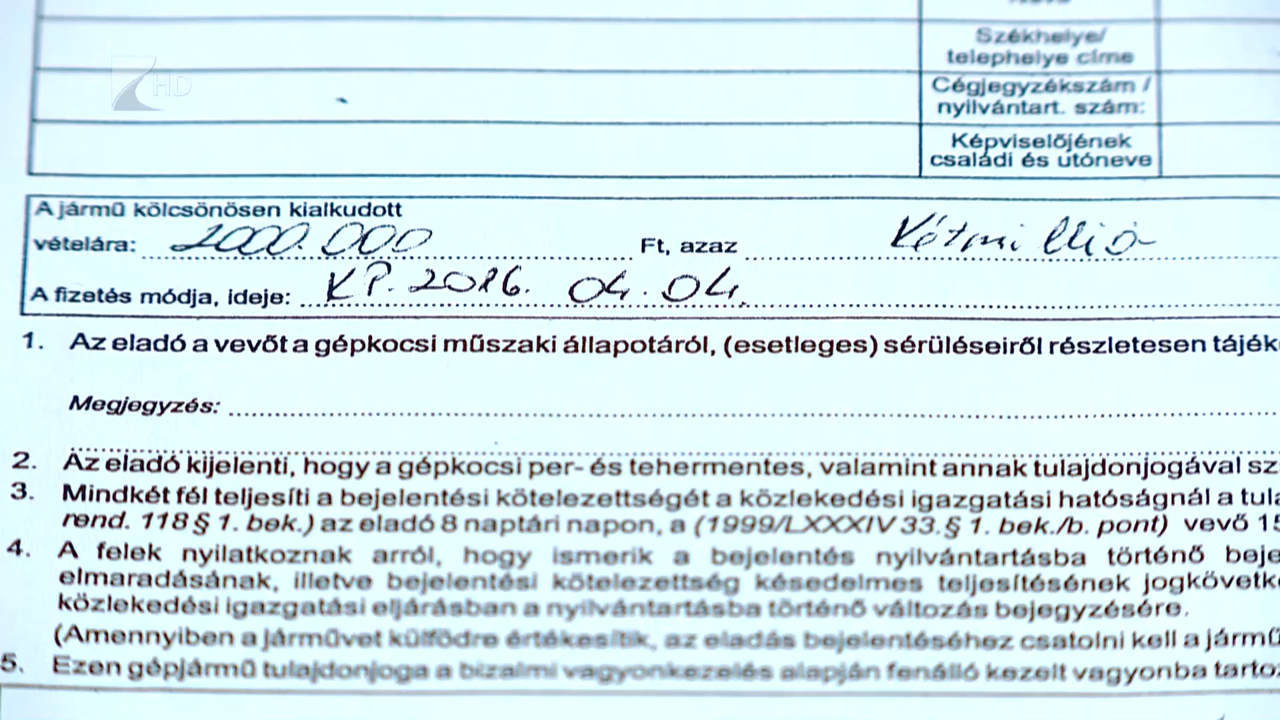 Székhelye/
telephelye címe
HD
Cégjegyzékszám /
nyilvántart. szám:
Képviselőjének
családi és utóneve
A jármű kölcsönösen kialkudott
vételára: 2000.000 Ft, azaz Kétmillió
A fizetés módja, ideje: KP. 2016. 04. 04.
1. Az eladó a vevőt a gépkocsi műszaki állapotáról, (esetleges) sérüléseiről részletesen tájék
Megjegyzés:
2. Az eladó kijelenti, hogy a gépkocsi per- és tehermentes, valamint annak tulajdonjogával sz
3. Mindkét fél teljesíti a bejelentési kötelezettségét a közlekedési igazgatási hatóságnál a tula
rend. 118 § 1. bek.) az eladó 8 naptári napon, a (1999/LXXXIV 33.§ 1. bek./b. pont) vevő 15
4. A felek nyilatkoznak arról, hogy ismerik a bejelentés nyilvántartásba történő beje
elmaradásának, illetve bejelentési kötelezettség késedelmes teljesítésének jogkövetke
közlekedési igazgatási eljárásban a nyilvántartásba történő változás bejegyzésére.
(Amennyiben a járművet külfödre értékesítik, az eladás bejelentéséhez csatolni kell a jármű
5. Ezen gépjármű tulajdonjoga a bizalmi vagyonkezelés alapján fenálló kezelt vagyonba tartoz